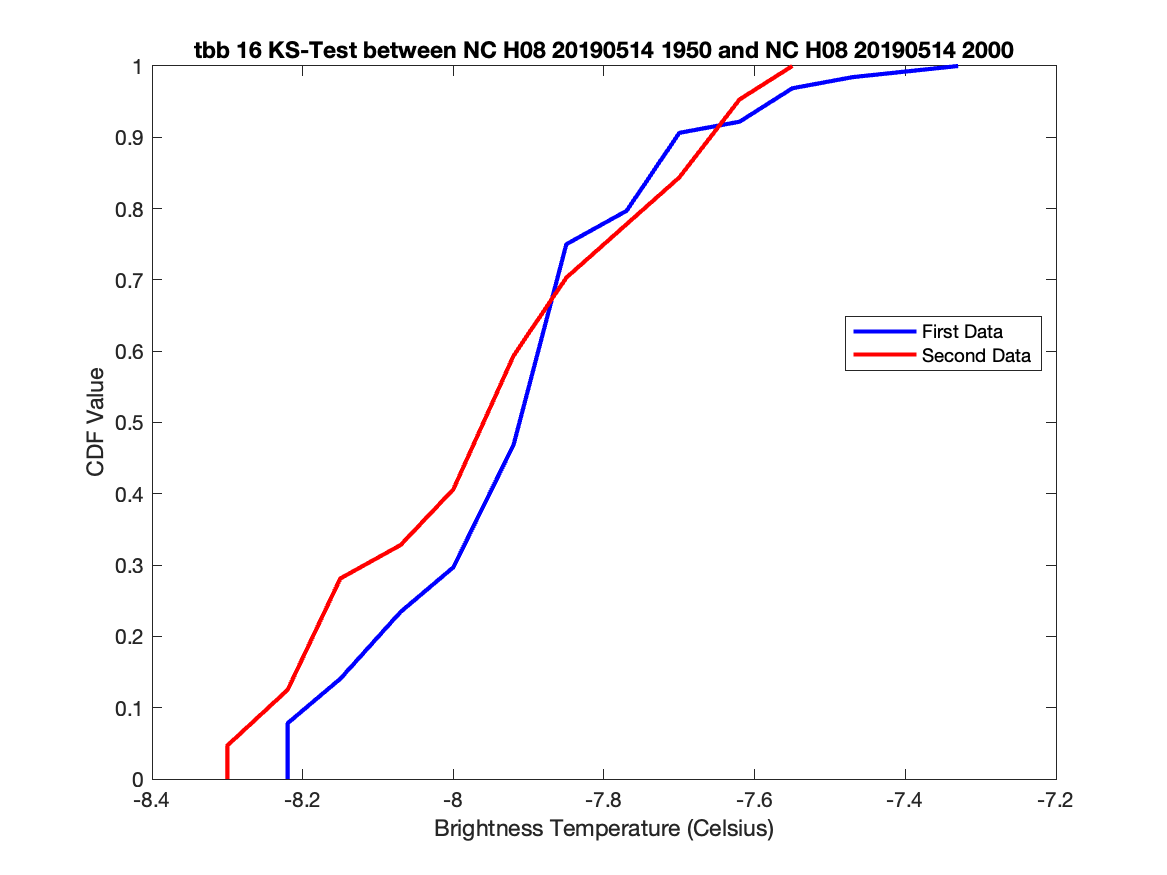 tbb 16 KS-Test between NC H08 20190514 1950 and NC H08 20190514 2000
1
0.9
0.8
0.7
0.6
0.5
0.4
0.3
0.2
0.1
0
CDF Value
First Data
Second Data
-8.4 -8.2 -8 -7.8 -7.6 -7.4 -7.2
Brightness Temperature (Celsius)